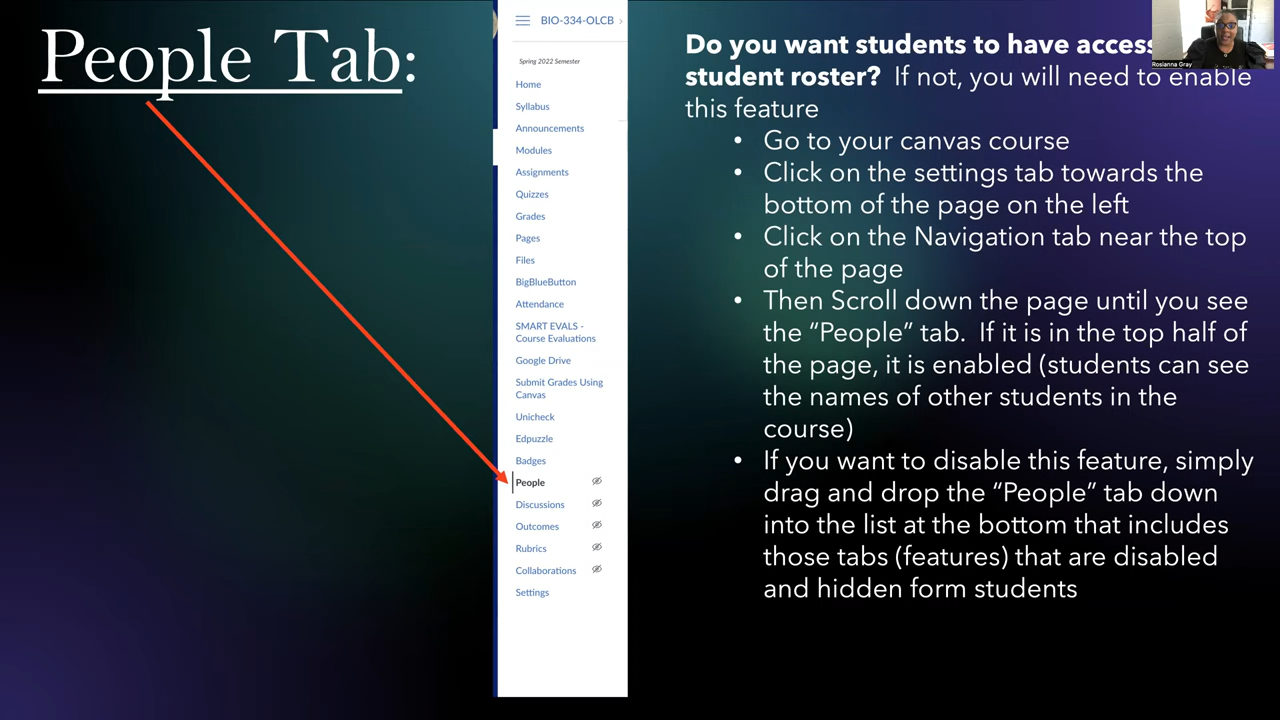 People Tab:
BIO-334-OLCB
Spring 2022 Semester
Home
Syllabus
Announcements
Modules
Assignments
Quizzes
Grades
Pages
Files
BigBlueButton
Attendance
SMART EVALS -
Course Evaluations
Google Drive
Submit Grades Using
Canvas
Unicheck
Edpuzzle
Badges
People
Discussions
Outcomes
Rubrics
Collaborations
Settings
Do you want students to have access
student roster? If not, you will need to enable
this feature
• Go to your canvas course
• Click on the settings tab towards the
bottom of the page on the left
• Click on the Navigation tab near the top
of the page
• Then Scroll down the page until you see
the “People” tab. If it is in the top half of
the page, it is enabled (students can see
the names of other students in the
course)
• If you want to disable this feature, simply
drag and drop the “People” tab down
into the list at the bottom that includes
those tabs (features) that are disabled
and hidden form students
Rosianna Gray